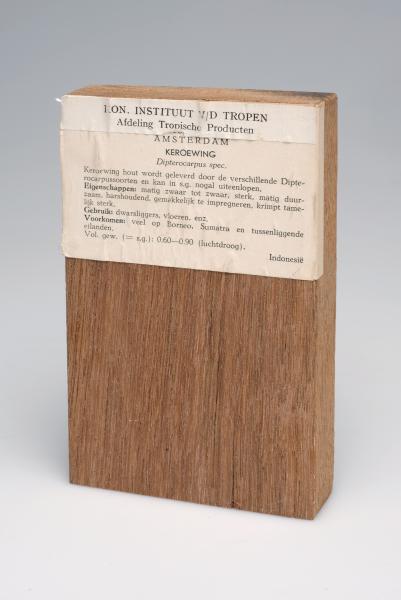 KON. INSTITUUT V/D TROPEN
Afdeling Tropische Producten
AMSTERDAM
KEROEWING
Dipterocarpus spec.
Keroewing hout wordt geleverd door de verschillende Dipte-
rocarpussoorten en kan in s.g. nogal uiteenlopen.
Eigenschappen: matig zwaar tot zwaar, sterk, matig duur-
zaam, harshoudend, gemakkelijk te impregneren, krimpt tame-
lijk sterk.
Gebruik: dwarsliggers, vloeren, enz.
Voorkomen: veel op Borneo, Sumatra en tussenliggende
eilanden.
Vol. gew. (= s.g.): 0.60—0.90 (luchtdroog).
Indonesië